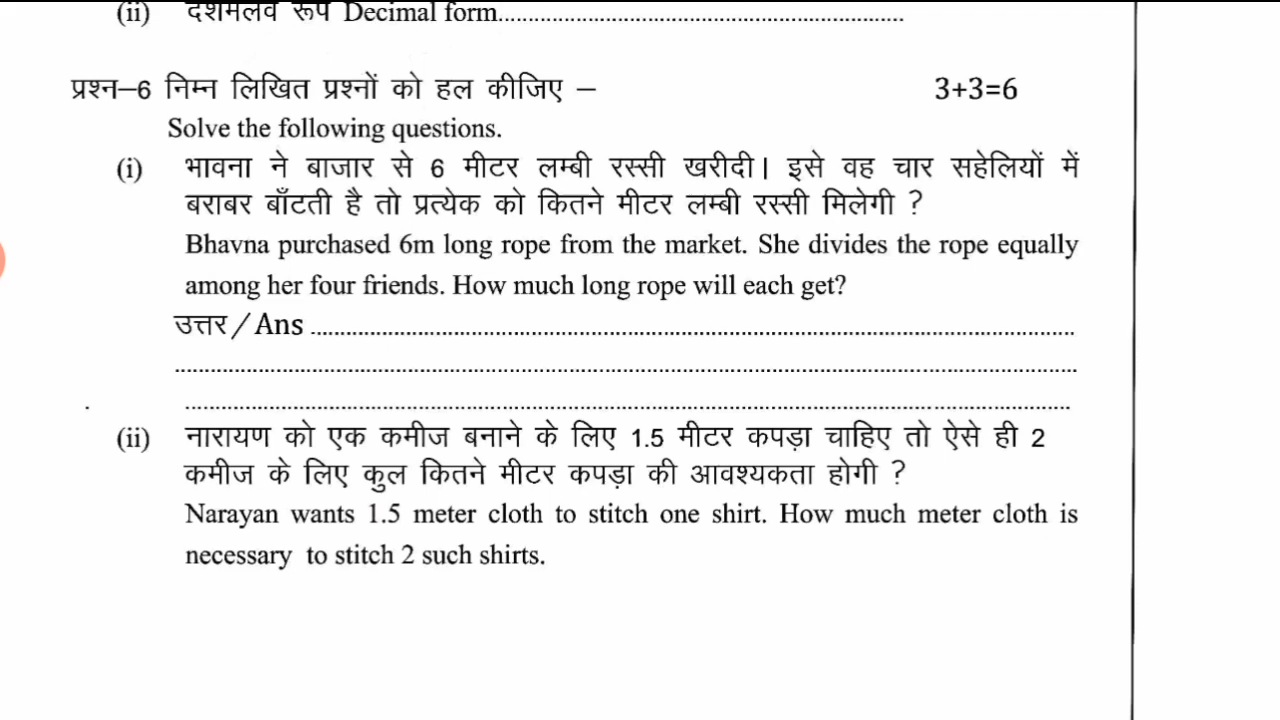 (ii) दशमलव रूप Decimal form..................................................................
प्रश्न–6 निम्न लिखित प्रश्नों को हल कीजिए – 3+3=6
Solve the following questions.
(i) भावना ने बाजार से 6 मीटर लम्बी रस्सी खरीदी। इसे वह चार सहेलियों में
बराबर बाँटती है तो प्रत्येक को कितने मीटर लम्बी रस्सी मिलेगी ?
Bhavna purchased 6m long rope from the market. She divides the rope equally
among her four friends. How much long rope will each get?
उत्तर / Ans ..............................................................................................................................
......................................................................................................................................................
...................................................................................................................................................
(ii) नारायण को एक कमीज बनाने के लिए 1.5 मीटर कपड़ा चाहिए तो ऐसे ही 2
कमीज के लिए कुल कितने मीटर कपड़ा की आवश्यकता होगी ?
Narayan wants 1.5 meter cloth to stitch one shirt. How much meter cloth is
necessary to stitch 2 such shirts.